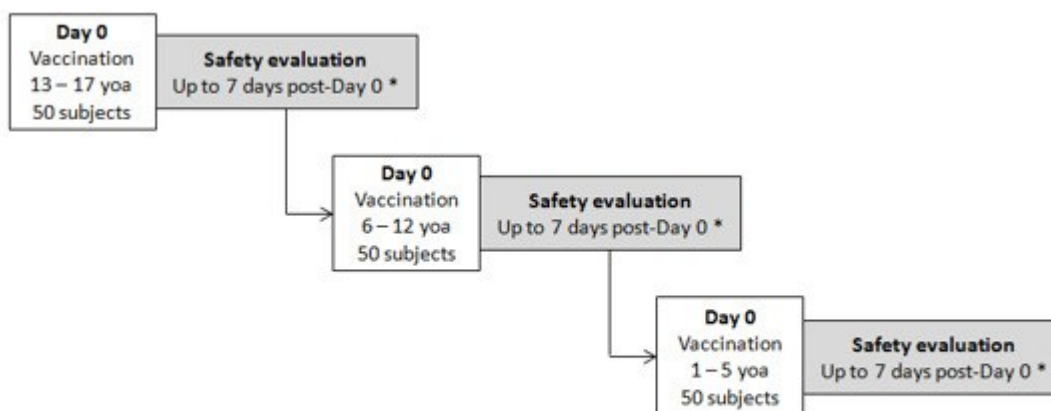 Day 0
Vaccination
13 – 17 yoa
50 subjects
Safety evaluation
Up to 7 days post-Day 0 *
Day 0
Vaccination
6 – 12 yoa
50 subjects
Safety evaluation
Up to 7 days post-Day 0 *
Day 0
Vaccination
1 – 5 yoa
50 subjects
Safety evaluation
Up to 7 days post-Day 0 *